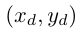 (x_d, y_d)